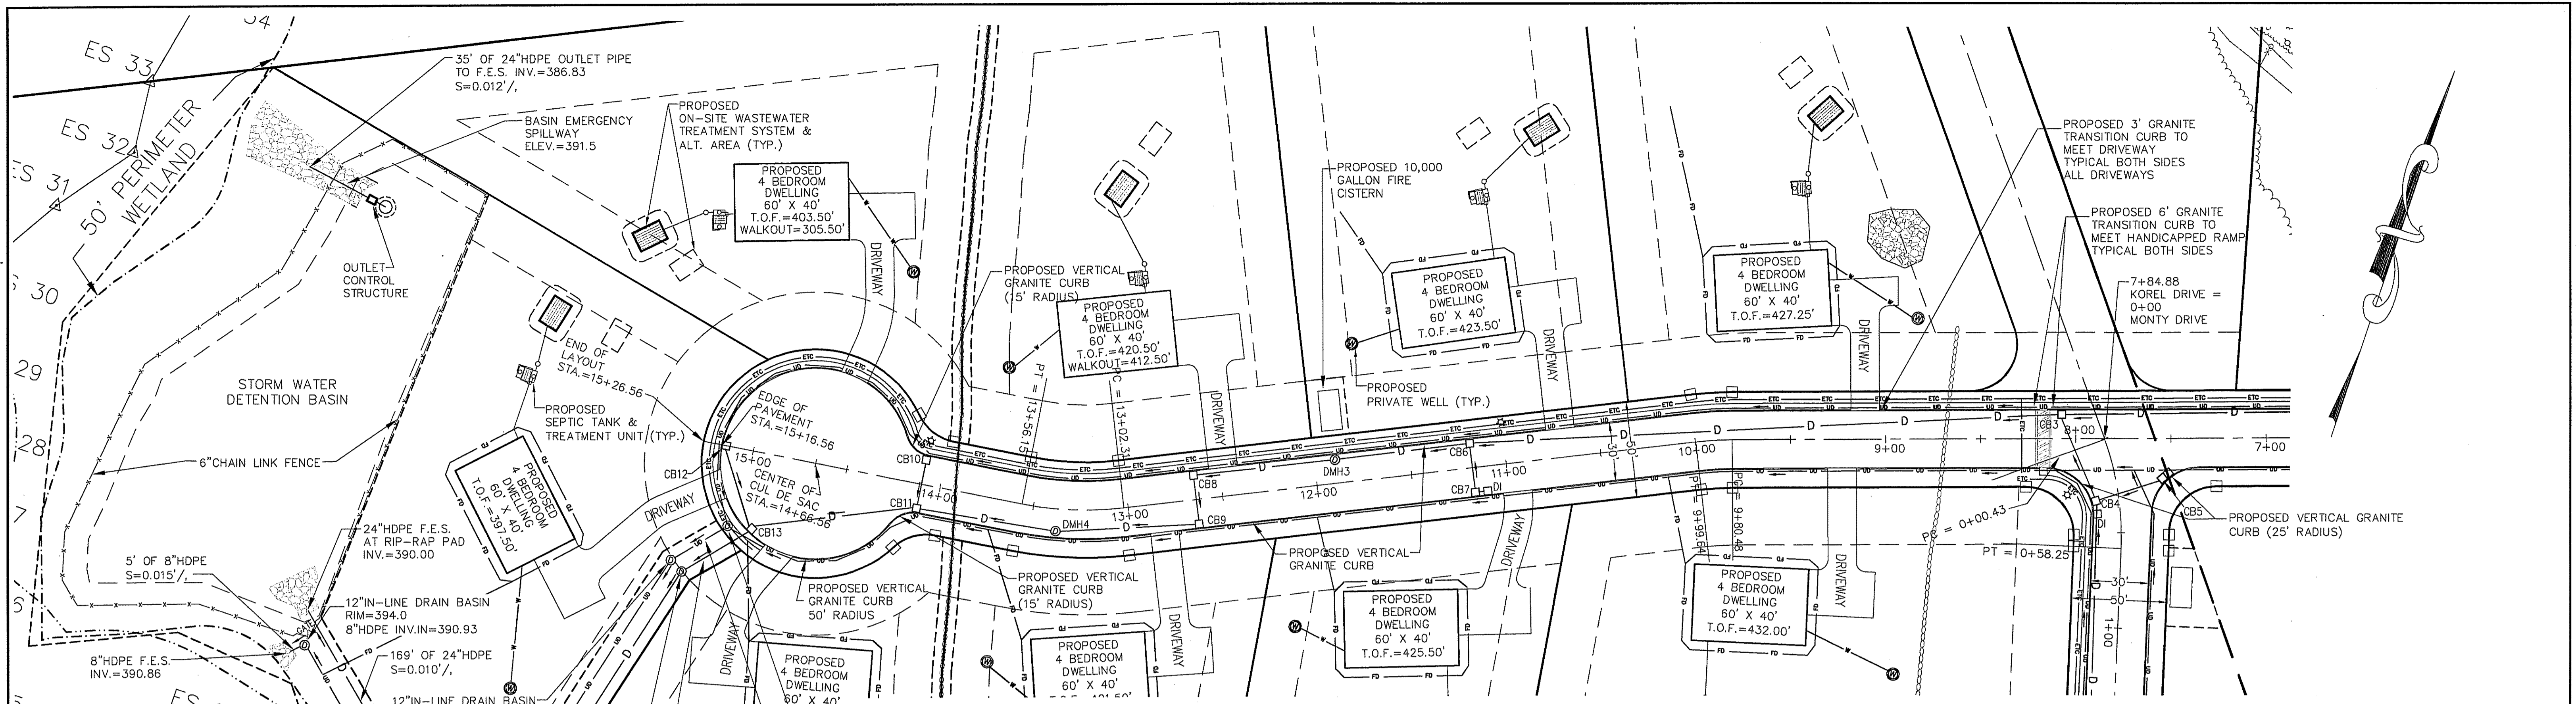 34
ES 33
ES 32
ES 31
30
29
28
50' PERIMETER
WETLAND
35' OF 24"HDPE OUTLET PIPE
TO F.E.S. INV.=386.83
S=0.012'/,
BASIN EMERGENCY
SPILLWAY
ELEV.=391.5
OUTLET
CONTROL
STRUCTURE
STORM WATER
DETENTION BASIN
6"CHAIN LINK FENCE
5' OF 8"HDPE
S=0.015'/,
8"HDPE F.E.S.
INV.=390.86
24"HDPE F.E.S.
AT RIP-RAP PAD
INV.=390.00
12"IN-LINE DRAIN BASIN
RIM=394.0
8"HDPE INV.IN=390.93
169' OF 24"HDPE
S=0.010'/,
12"IN-LINE DRAIN BASIN
PROPOSED
ON-SITE WASTEWATER
TREATMENT SYSTEM &
ALT. AREA (TYP.)
PROPOSED
4 BEDROOM
DWELLING
60' X 40'
T.O.F.=403.50'
WALKOUT=305.50'
DRIVEWAY
END OF
LAYOUT
STA.=15+26.56
PROPOSED
SEPTIC TANK &
TREATMENT UNIT (TYP.)
PROPOSED
4 BEDROOM
DWELLING
60' X 40'
T.O.F.=397.50'
DRIVEWAY
EDGE OF
PAVEMENT
STA.=15+16.56
15+00
CENTER OF
CUL DE SAC
STA.=14+66.56
CB12
CB13
CB10
CB11
14+00
PROPOSED VERTICAL
GRANITE CURB
50' RADIUS
DRIVEWAY
PROPOSED
4 BEDROOM
DWELLING
60' X 40'
PROPOSED VERTICAL
GRANITE CURB
(15' RADIUS)
PROPOSED VERTICAL
GRANITE CURB
(15' RADIUS)
PROPOSED
4 BEDROOM
DWELLING
60' X 40'
T.O.F.=420.50'
WALKOUT=412.50'
PT = 13+56.15
PC = 13+02.31
13+00
DMH4
CB8
CB9
DRIVEWAY
DRIVEWAY
PROPOSED
4 BEDROOM
DWELLING
60' X 40'
PROPOSED 10,000
GALLON FIRE
CISTERN
PROPOSED
4 BEDROOM
DWELLING
60' X 40'
T.O.F.=423.50'
DRIVEWAY
PROPOSED
PRIVATE WELL (TYP.)
DMH3
12+00
CB6
CB7
DI
11+00
PROPOSED VERTICAL
GRANITE CURB
DRIVEWAY
PROPOSED
4 BEDROOM
DWELLING
60' X 40'
T.O.F.=425.50'
PROPOSED
4 BEDROOM
DWELLING
60' X 40'
T.O.F.=427.25'
DRIVEWAY
30'
50'
10+00
9+00
PT = 9+99.64
PC = 9+80.48
PROPOSED
4 BEDROOM
DWELLING
60' X 40'
T.O.F.=432.00'
DRIVEWAY
PROPOSED 3' GRANITE
TRANSITION CURB TO
MEET DRIVEWAY
TYPICAL BOTH SIDES
ALL DRIVEWAYS
PROPOSED 6' GRANITE
TRANSITION CURB TO
MEET HANDICAPPED RAMP
TYPICAL BOTH SIDES
7+84.88
KOREL DRIVE =
0+00
MONTY DRIVE
CB3
8+00
7+00
CB4
DI
CB5
PC = 0+00.43
PT = 0+58.25
30'
50'
1+00
PROPOSED VERTICAL GRANITE
CURB (25' RADIUS)